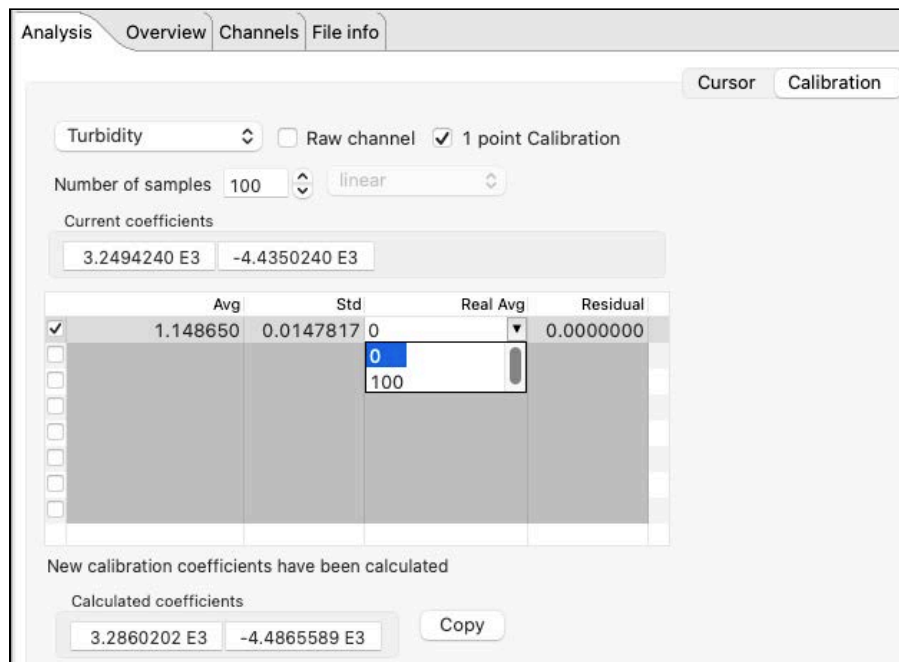 Analysis Overview Channels File info
Cursor Calibration
Turbidity Raw channel 1 point Calibration
Number of samples 100 linear
Current coefficients
3.2494240 E3 -4.4350240 E3
Avg Std Real Avg Residual
1.148650 0.0147817 0 0.0000000
0
100
New calibration coefficients have been calculated
Calculated coefficients
3.2860202 E3 -4.4865589 E3 Copy